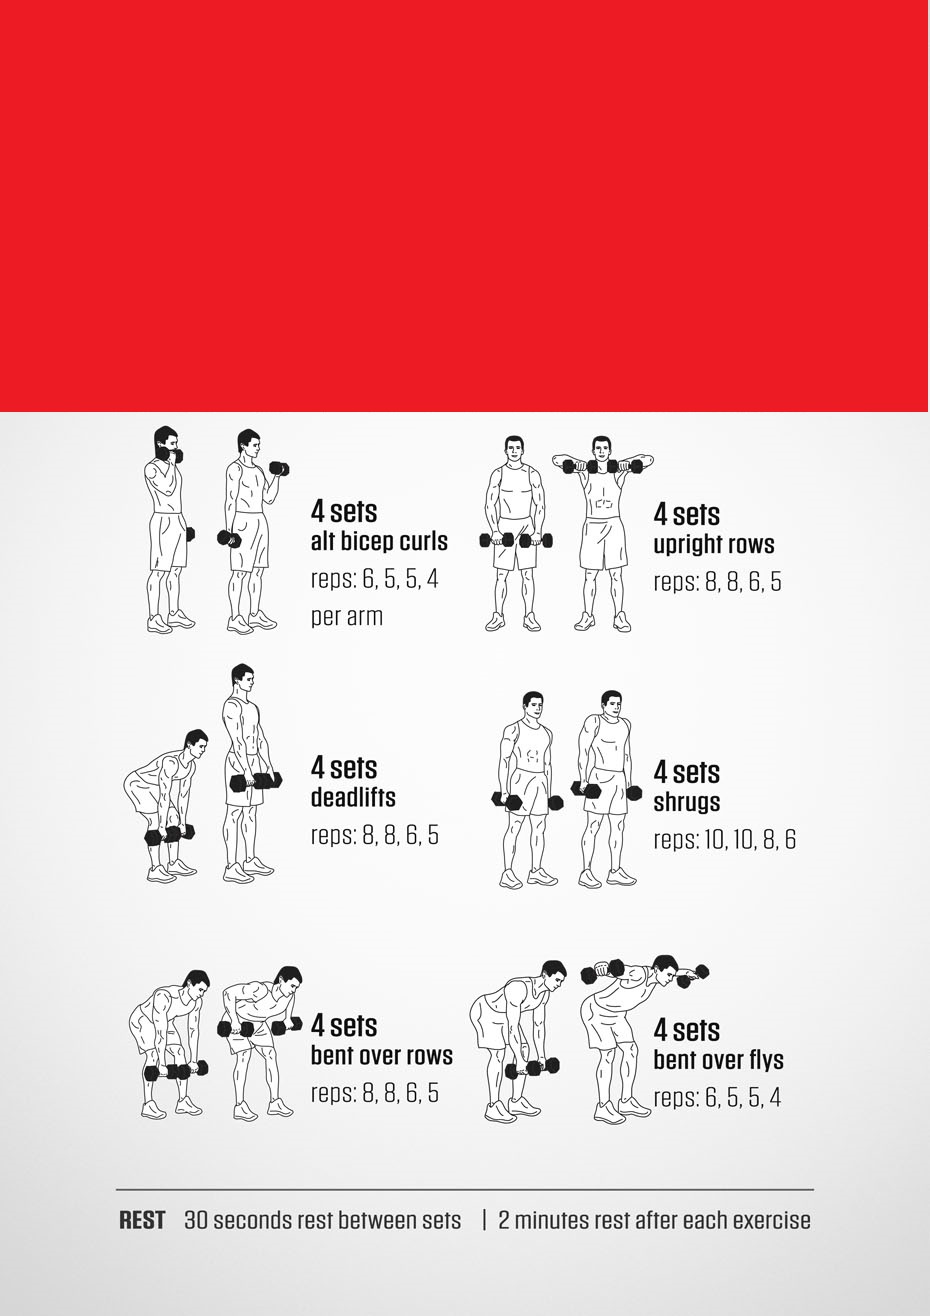 4 sets
alt bicep curls
reps: 6, 5, 5, 4
per arm
4 sets
upright rows
reps: 8, 8, 6, 5
4 sets
deadlifts
reps: 8, 8, 6, 5
4 sets
shrugs
reps: 10, 10, 8, 6
4 sets
bent over rows
reps: 8, 8, 6, 5
4 sets
bent over flys
reps: 6, 5, 5, 4
REST 30 seconds rest between sets | 2 minutes rest after each exercise